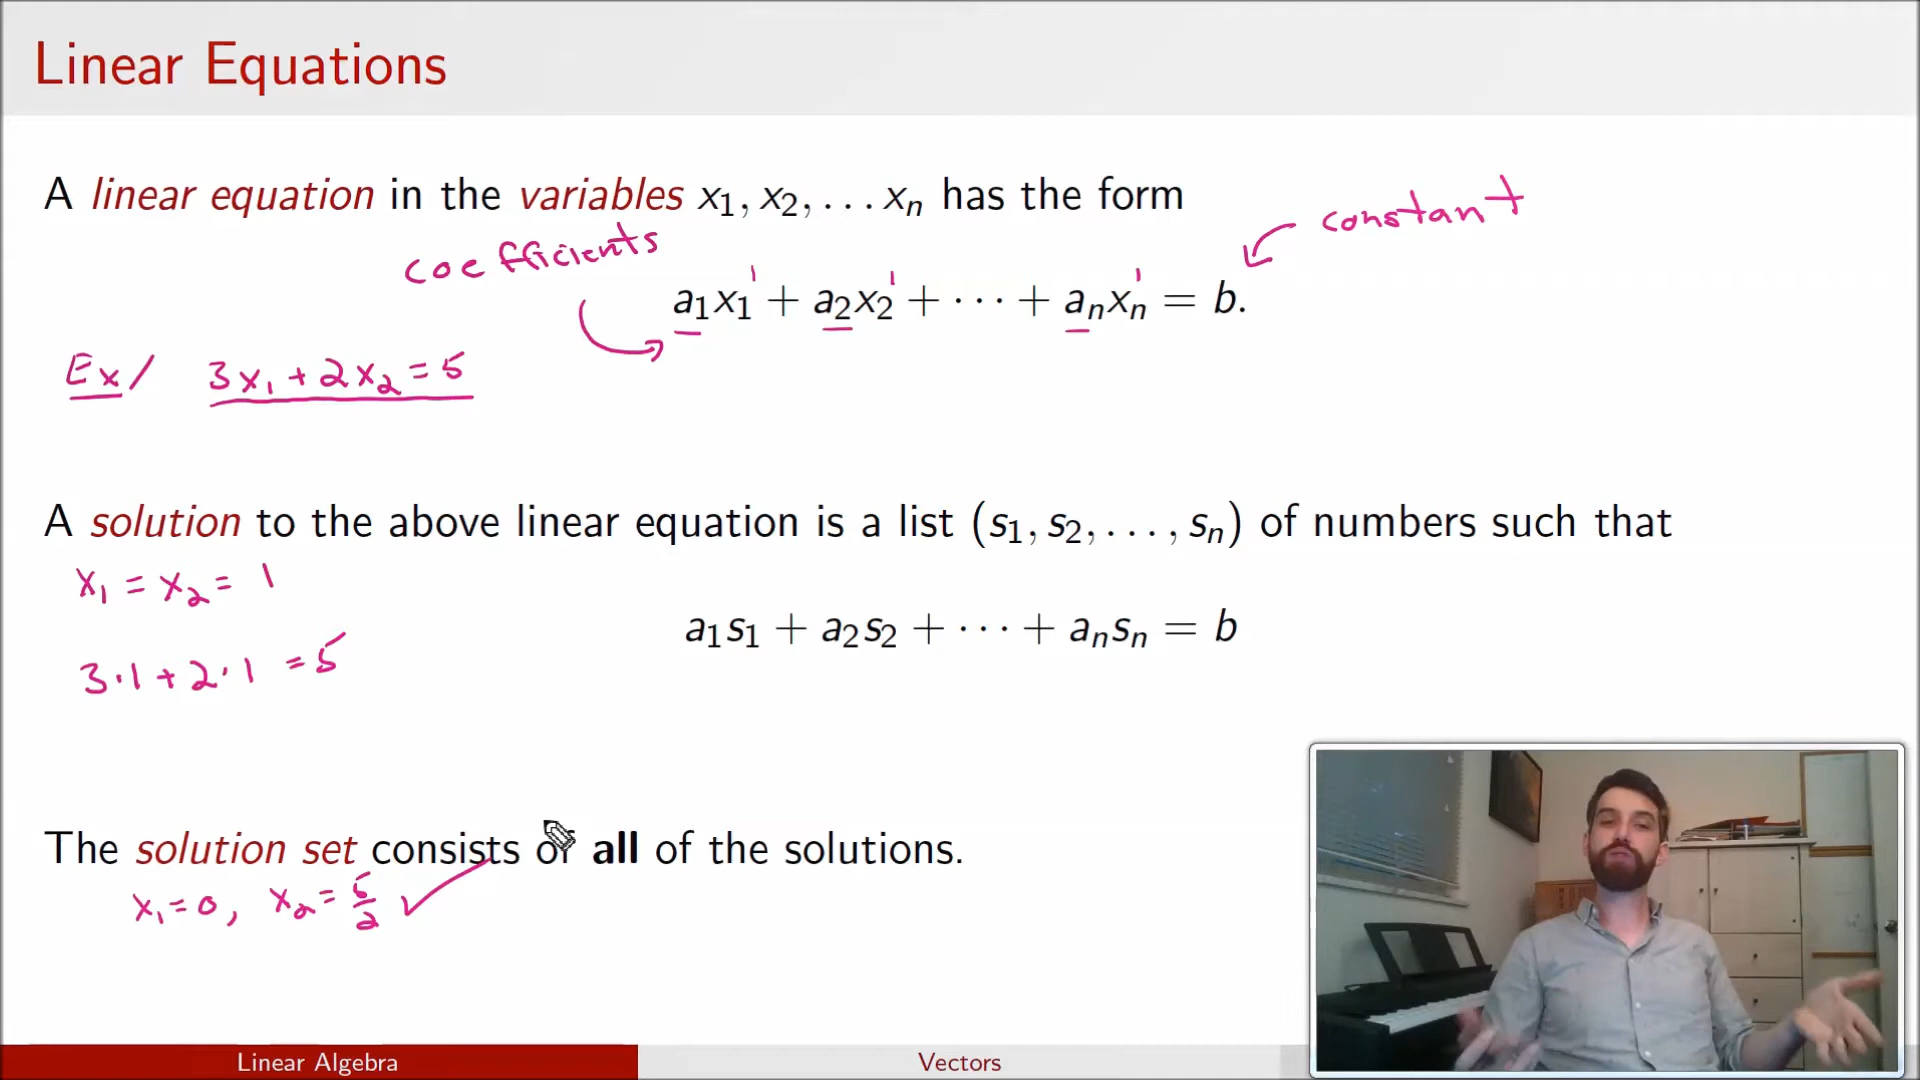 Linear Equations
A linear equation in the variables x₁, x₂, . . . xₙ has the form
constant
coefficients
a₁x₁¹ + a₂x₂¹ + · · · + aₙxₙ¹ = b.
Ex/ 3x₁ + 2x₂ = 5
A solution to the above linear equation is a list (s₁, s₂, . . . , sₙ) of numbers such that
x₁ = x₂ = 1
a₁s₁ + a₂s₂ + · · · + aₙsₙ = b
3·1 + 2·1 = 5
The solution set consists of all of the solutions.
x₁ = 0, x₂ = 5/2 ✓
Linear Algebra
Vectors